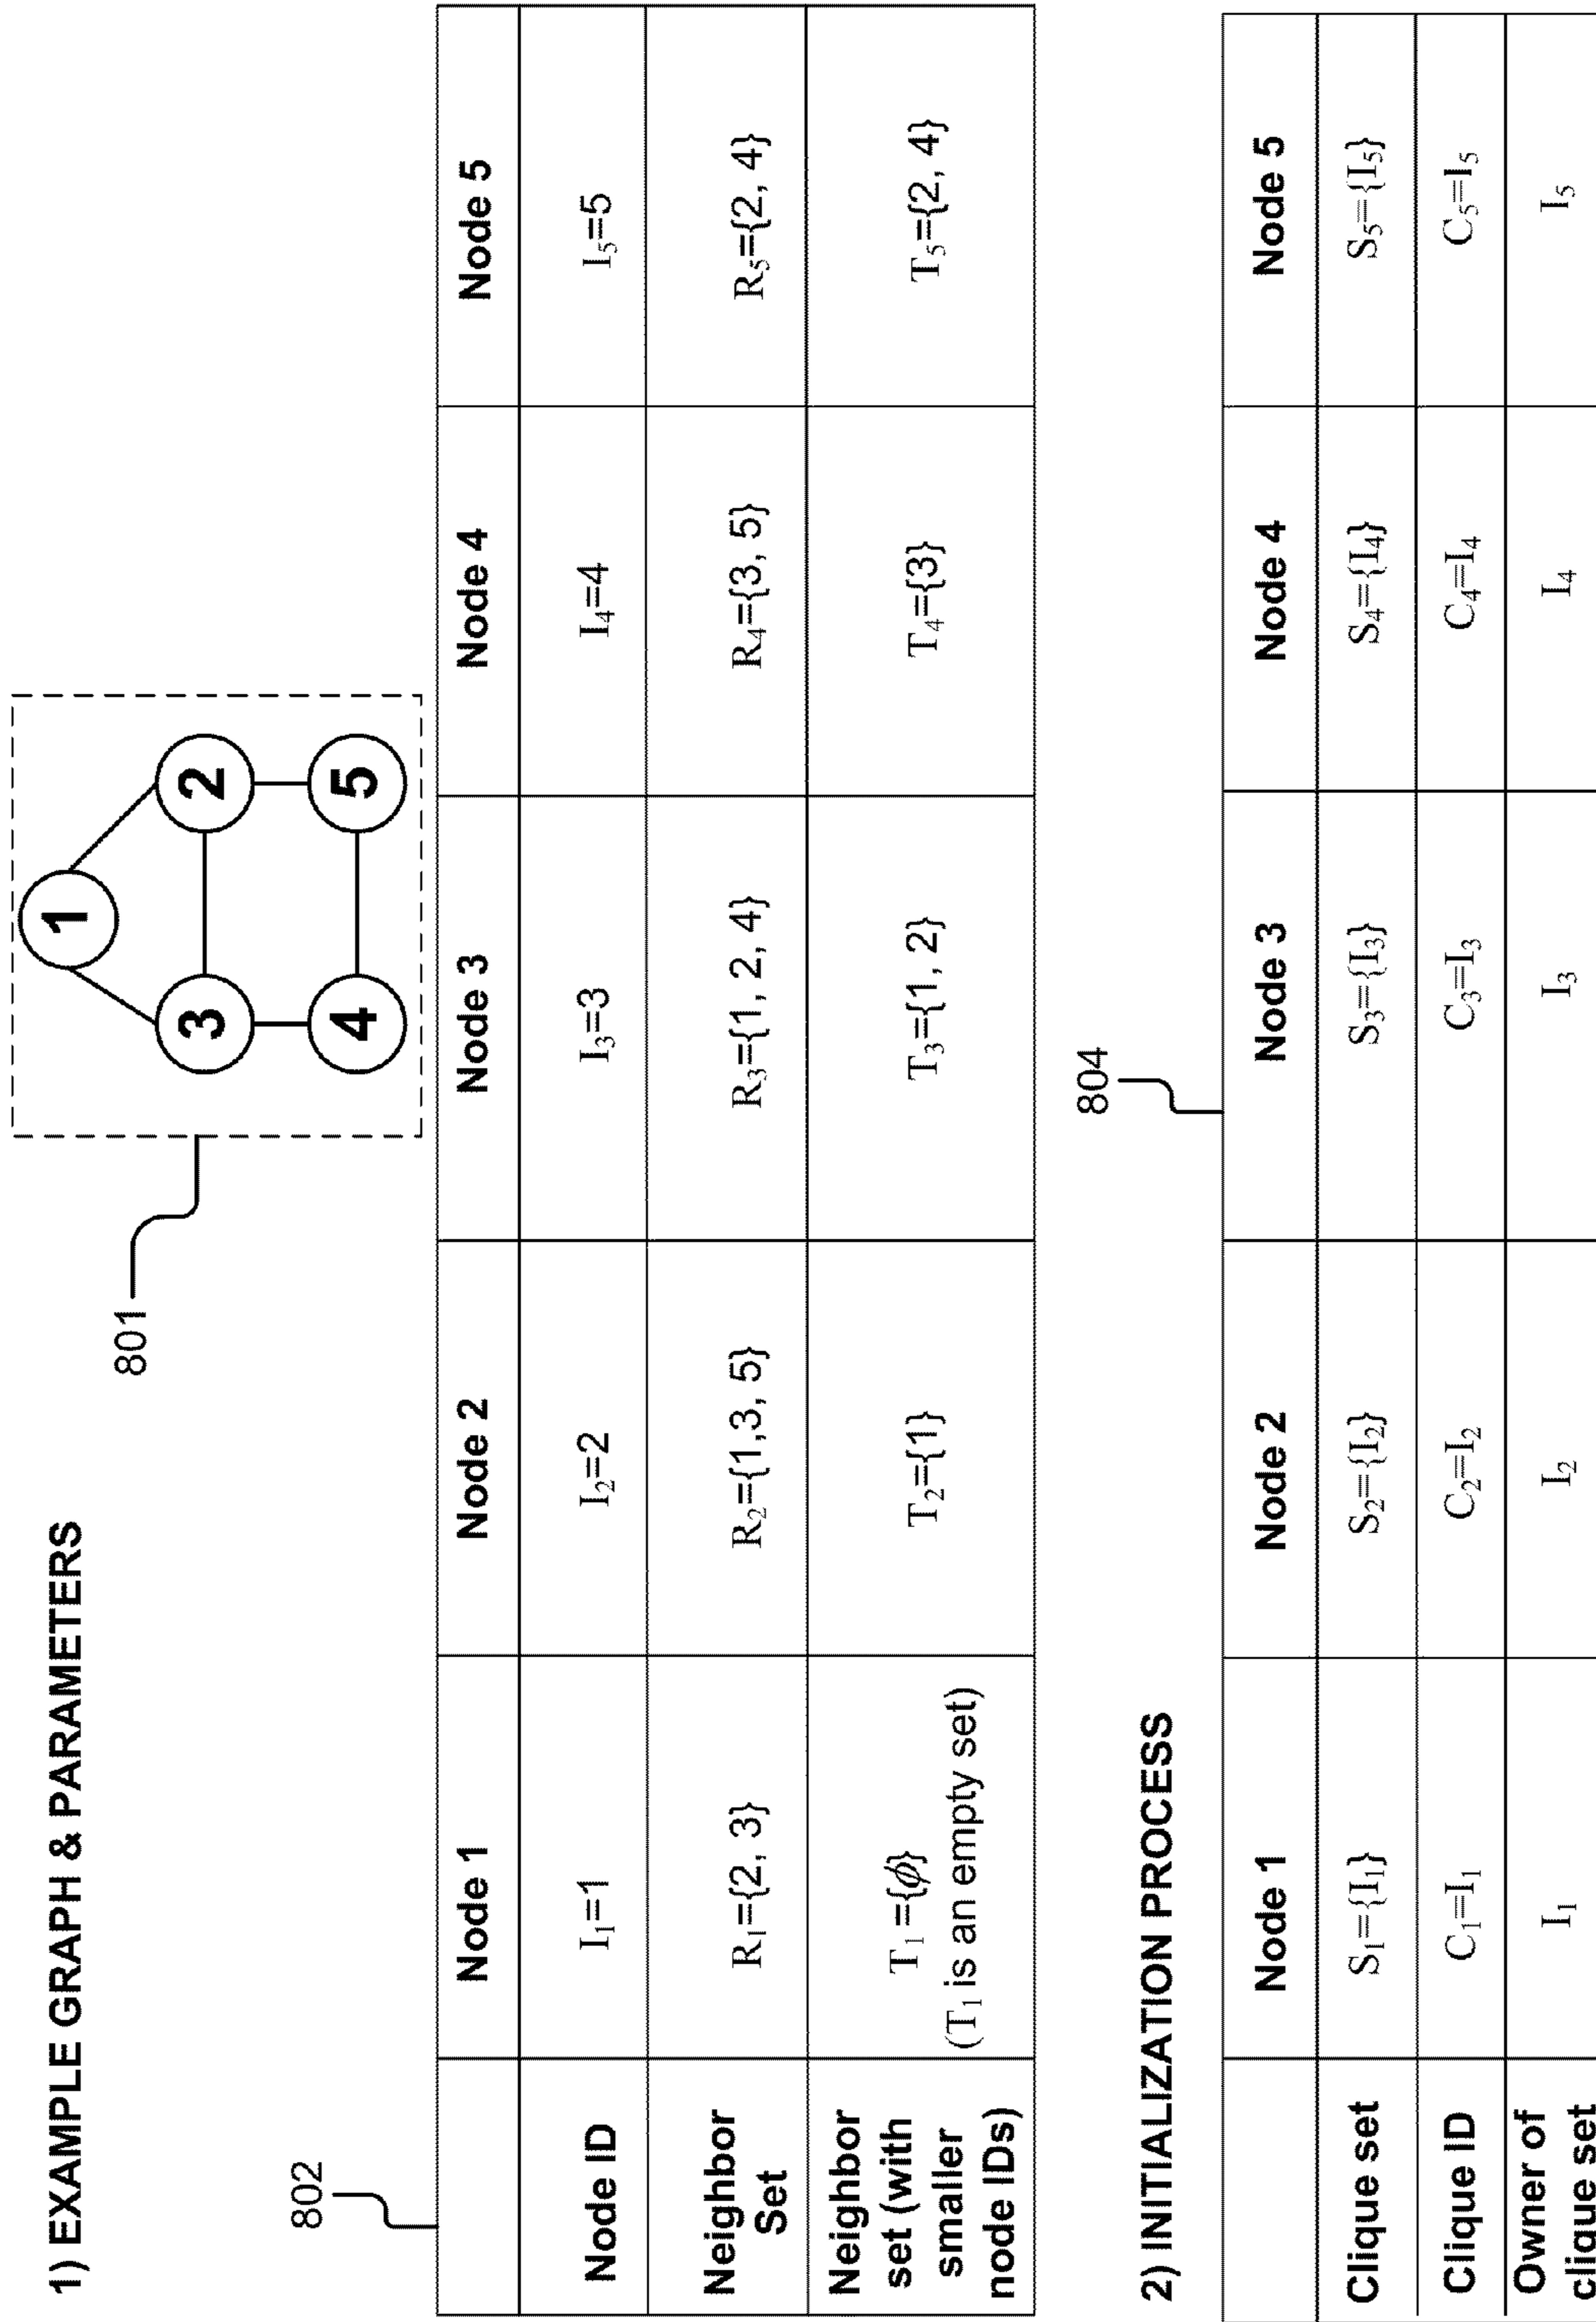 1) EXAMPLE GRAPH & PARAMETERS
801
1
3
2
4
5
802
Node 1 Node 2 Node 3 Node 4 Node 5
Node ID I₁=1 I₂=2 I₃=3 I₄=4 I₅=5
Neighbor
Set R₁={2, 3} R₂={1,3, 5} R₃={1, 2, 4} R₄={3, 5} R₅={2, 4}
Neighbor
set (with
smaller
node IDs) T₁={ϕ}
(T₁ is an empty set) T₂={1} T₃={1, 2} T₄={3} T₅={2, 4}
2) INITIALIZATION PROCESS
804
Node 1 Node 2 Node 3 Node 4 Node 5
Clique set S₁={I₁} S₂={I₂} S₃={I₃} S₄={I₄} S₅={I₅}
Clique ID C₁=I₁ C₂=I₂ C₃=I₃ C₄=I₄ C₅=I₅
Owner of
clique set I₁ I₂ I₃ I₄ I₅